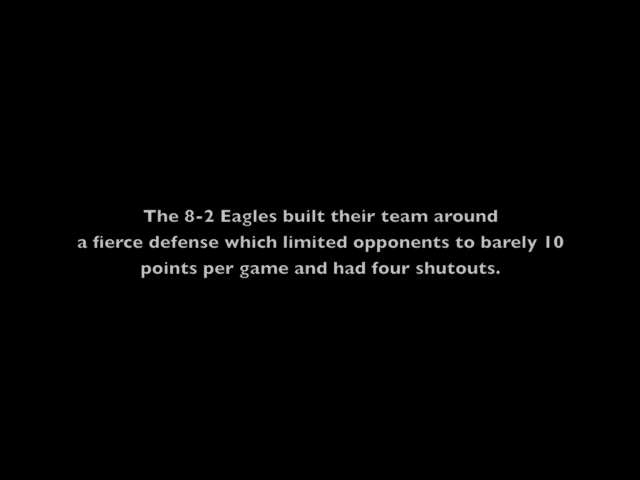 The 8-2 Eagles built their team around
a fierce defense which limited opponents to barely 10
points per game and had four shutouts.